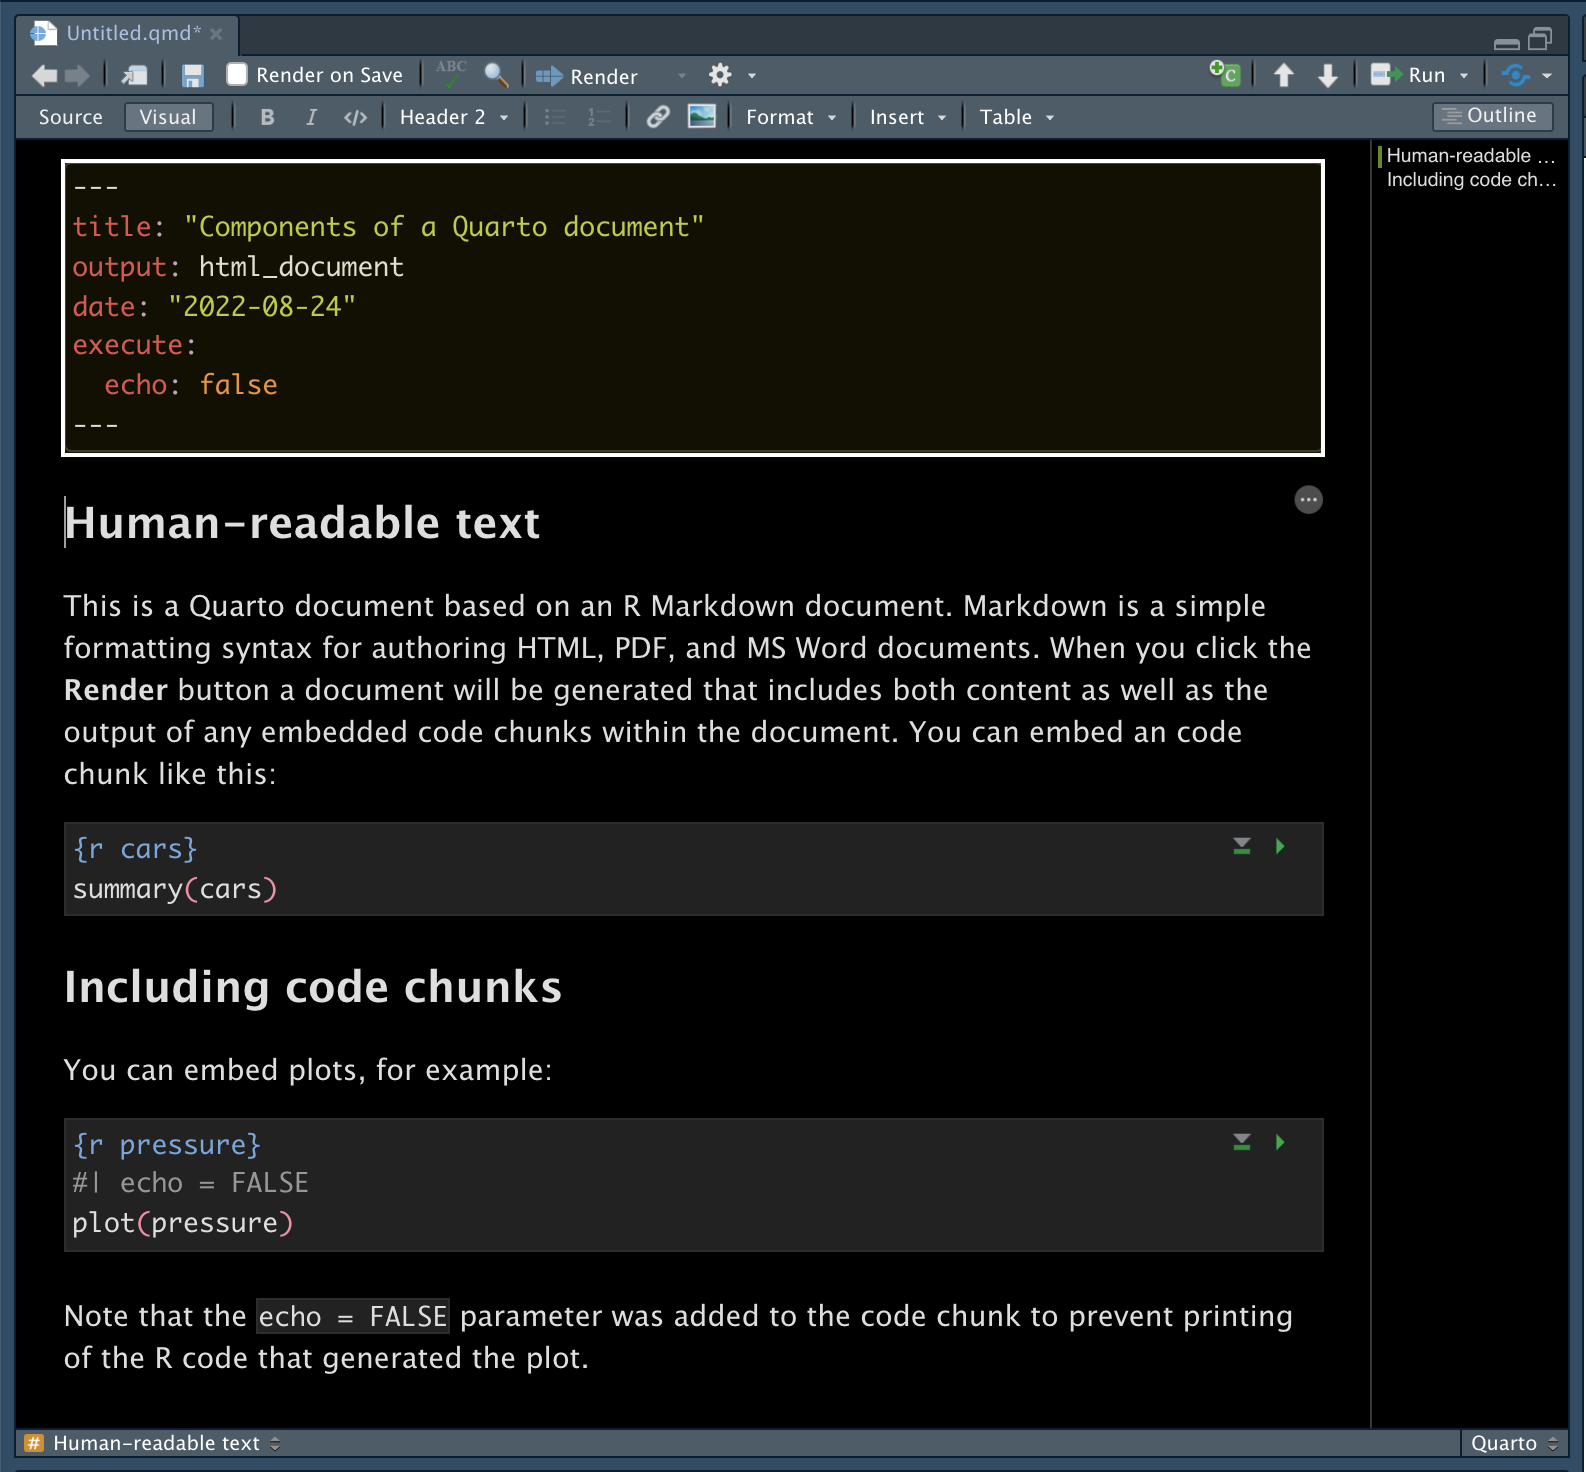 Untitled.qmd*
Render on Save ABC Render C Run
Source Visual B I </> Header 2 Format Insert Table Outline
---
title: "Components of a Quarto document"
output: html_document
date: "2022-08-24"
execute:
  echo: false
---
Human-readable ...
Including code ch...
Human-readable text
This is a Quarto document based on an R Markdown document. Markdown is a simple
formatting syntax for authoring HTML, PDF, and MS Word documents. When you click the
Render button a document will be generated that includes both content as well as the
output of any embedded code chunks within the document. You can embed an code
chunk like this:
{r cars}
summary(cars)
Including code chunks
You can embed plots, for example:
{r pressure}
#| echo = FALSE
plot(pressure)
Note that the echo = FALSE parameter was added to the code chunk to prevent printing
of the R code that generated the plot.
# Human-readable text
Quarto